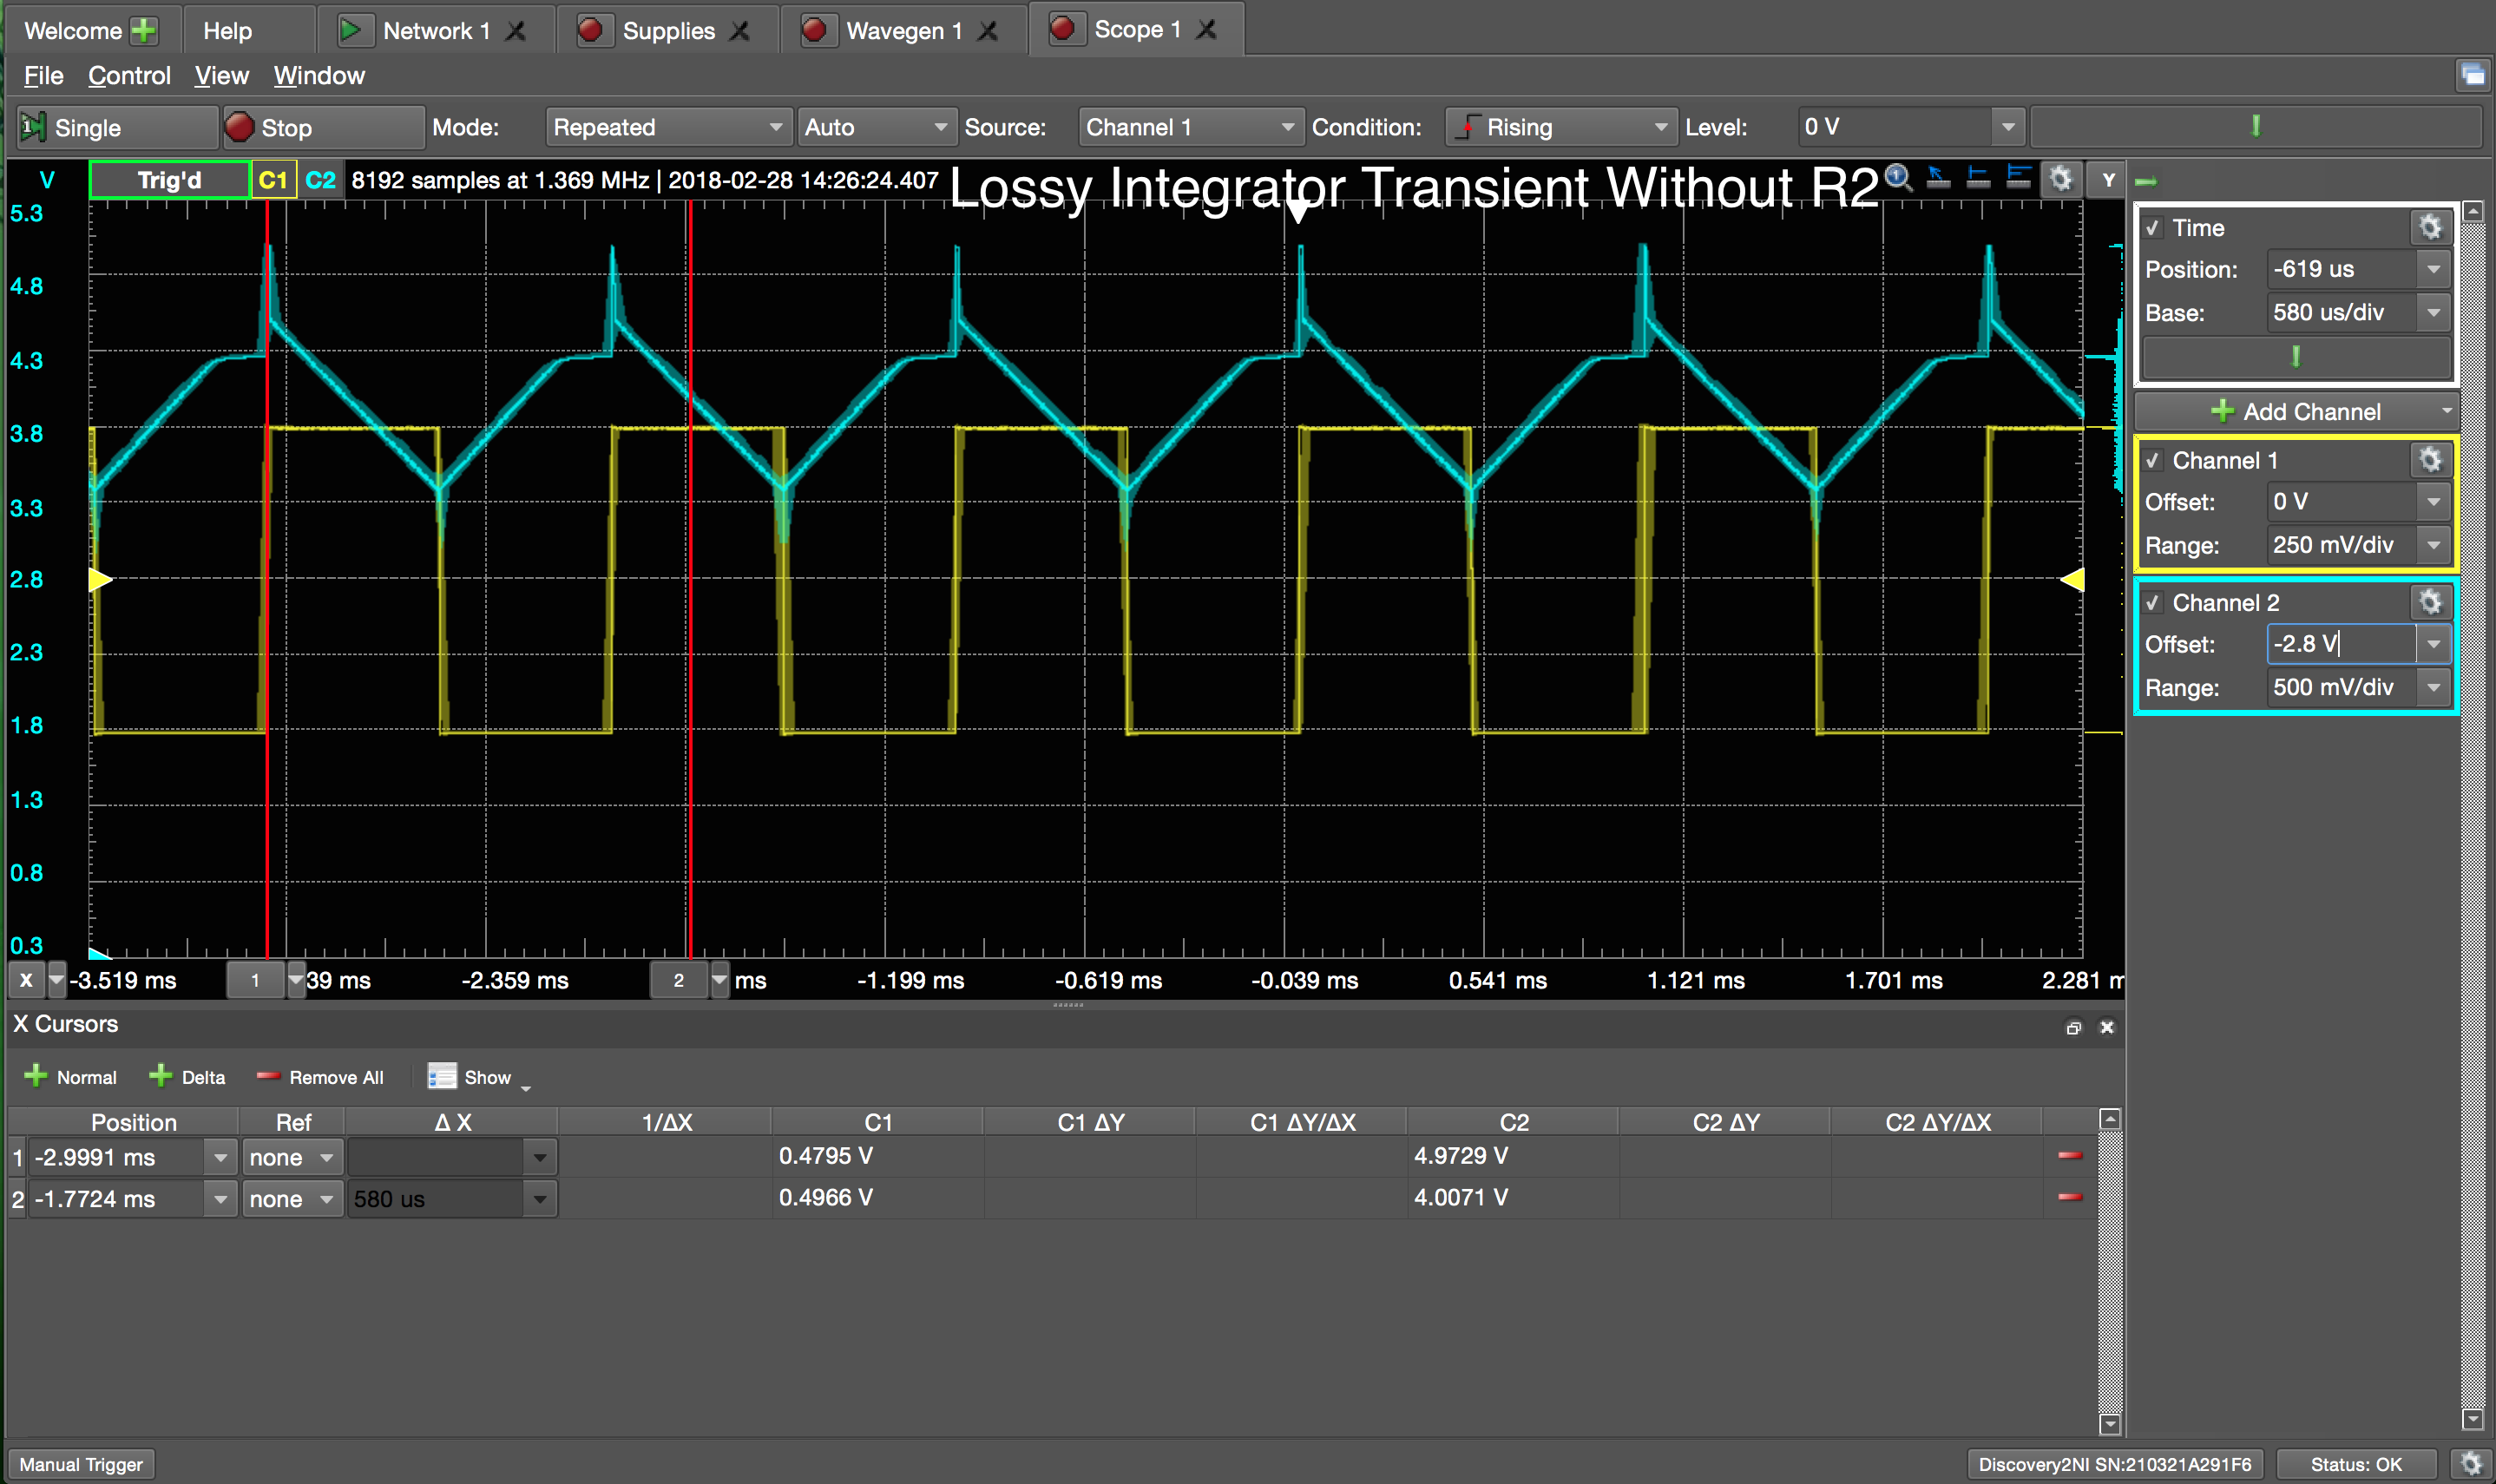 Welcome Help Network 1 Supplies Wavegen 1 Scope 1
File Control View Window
Single Stop Mode: Repeated Auto Source: Channel 1 Condition: Rising Level: 0 V
V Trig'd C1 C2 8192 samples at 1.369 MHz | 2018-02-28 14:26:24.407 Lossy Integrator Transient Without R2 Y
5.3
4.8
4.3
3.8
3.3
2.8
2.3
1.8
1.3
0.8
0.3
X -3.519 ms 1 39 ms -2.359 ms 2 ms -1.199 ms -0.619 ms -0.039 ms 0.541 ms 1.121 ms 1.701 ms 2.281 m
Time
Position: -619 us
Base: 580 us/div
Add Channel
Channel 1
Offset: 0 V
Range: 250 mV/div
Channel 2
Offset: -2.8 V
Range: 500 mV/div
X Cursors
Normal Delta Remove All Show
Position Ref Δ X 1/ΔX C1 C1 ΔY C1 ΔY/ΔX C2 C2 ΔY C2 ΔY/ΔX
1 -2.9991 ms none 0.4795 V 4.9729 V
2 -1.7724 ms none 580 us 0.4966 V 4.0071 V
Manual Trigger Discovery2NI SN:210321A291F6 Status: OK